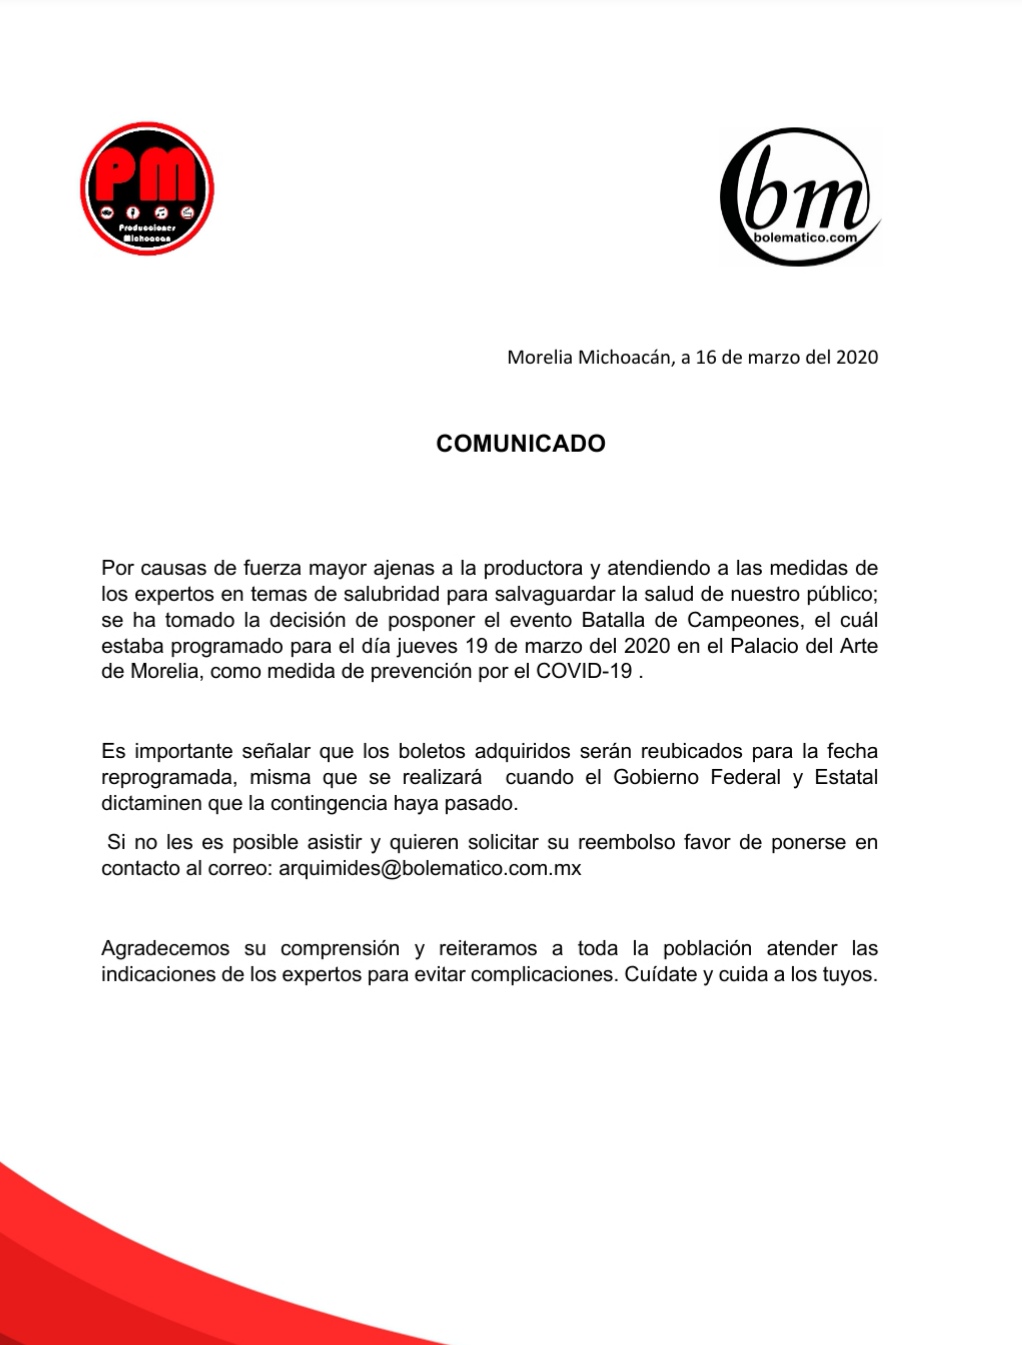 PM
Producciones
Michoacan
bm
bolematico.com
Morelia Michoacán, a 16 de marzo del 2020
COMUNICADO
Por causas de fuerza mayor ajenas a la productora y atendiendo a las medidas de
los expertos en temas de salubridad para salvaguardar la salud de nuestro público;
se ha tomado la decisión de posponer el evento Batalla de Campeones, el cuál
estaba programado para el día jueves 19 de marzo del 2020 en el Palacio del Arte
de Morelia, como medida de prevención por el COVID-19 .
Es importante señalar que los boletos adquiridos serán reubicados para la fecha
reprogramada, misma que se realizará  cuando el Gobierno Federal y Estatal
dictaminen que la contingencia haya pasado.
Si no les es posible asistir y quieren solicitar su reembolso favor de ponerse en
contacto al correo: arquimides@bolematico.com.mx
Agradecemos su comprensión y reiteramos a toda la población atender las
indicaciones de los expertos para evitar complicaciones. Cuídate y cuida a los tuyos.